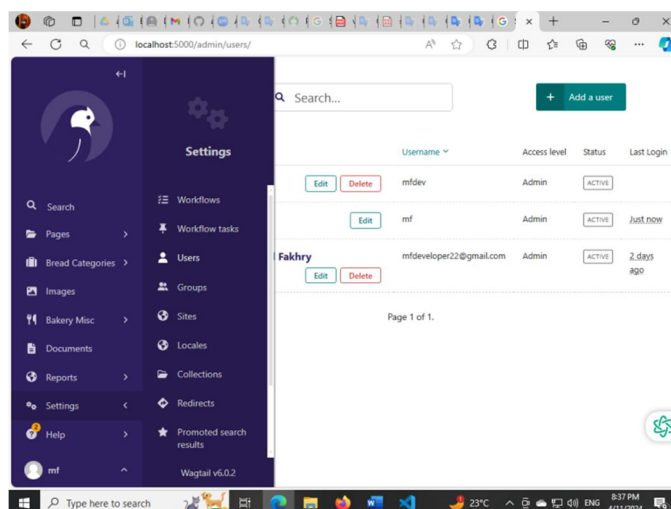 localhost:5000/admin/users/
Search...
Add a user
Settings
Username
Access level
Status
Last Login
Edit
Delete
mfdev
Admin
ACTIVE
Edit
mf
Admin
ACTIVE
Just now
Fakhry
Edit
Delete
mfdeveloper22@gmail.com
Admin
ACTIVE
2 days
ago
Page 1 of 1.
Search
Pages
Bread Categories
Images
Bakery Misc
Documents
Reports
Settings
Help
2
mf
Workflows
Workflow tasks
Users
Groups
Sites
Locales
Collections
Redirects
Promoted search
results
Wagtail v6.0.2
Type here to search
23°C
ENG
8:37 PM
4/11/2024